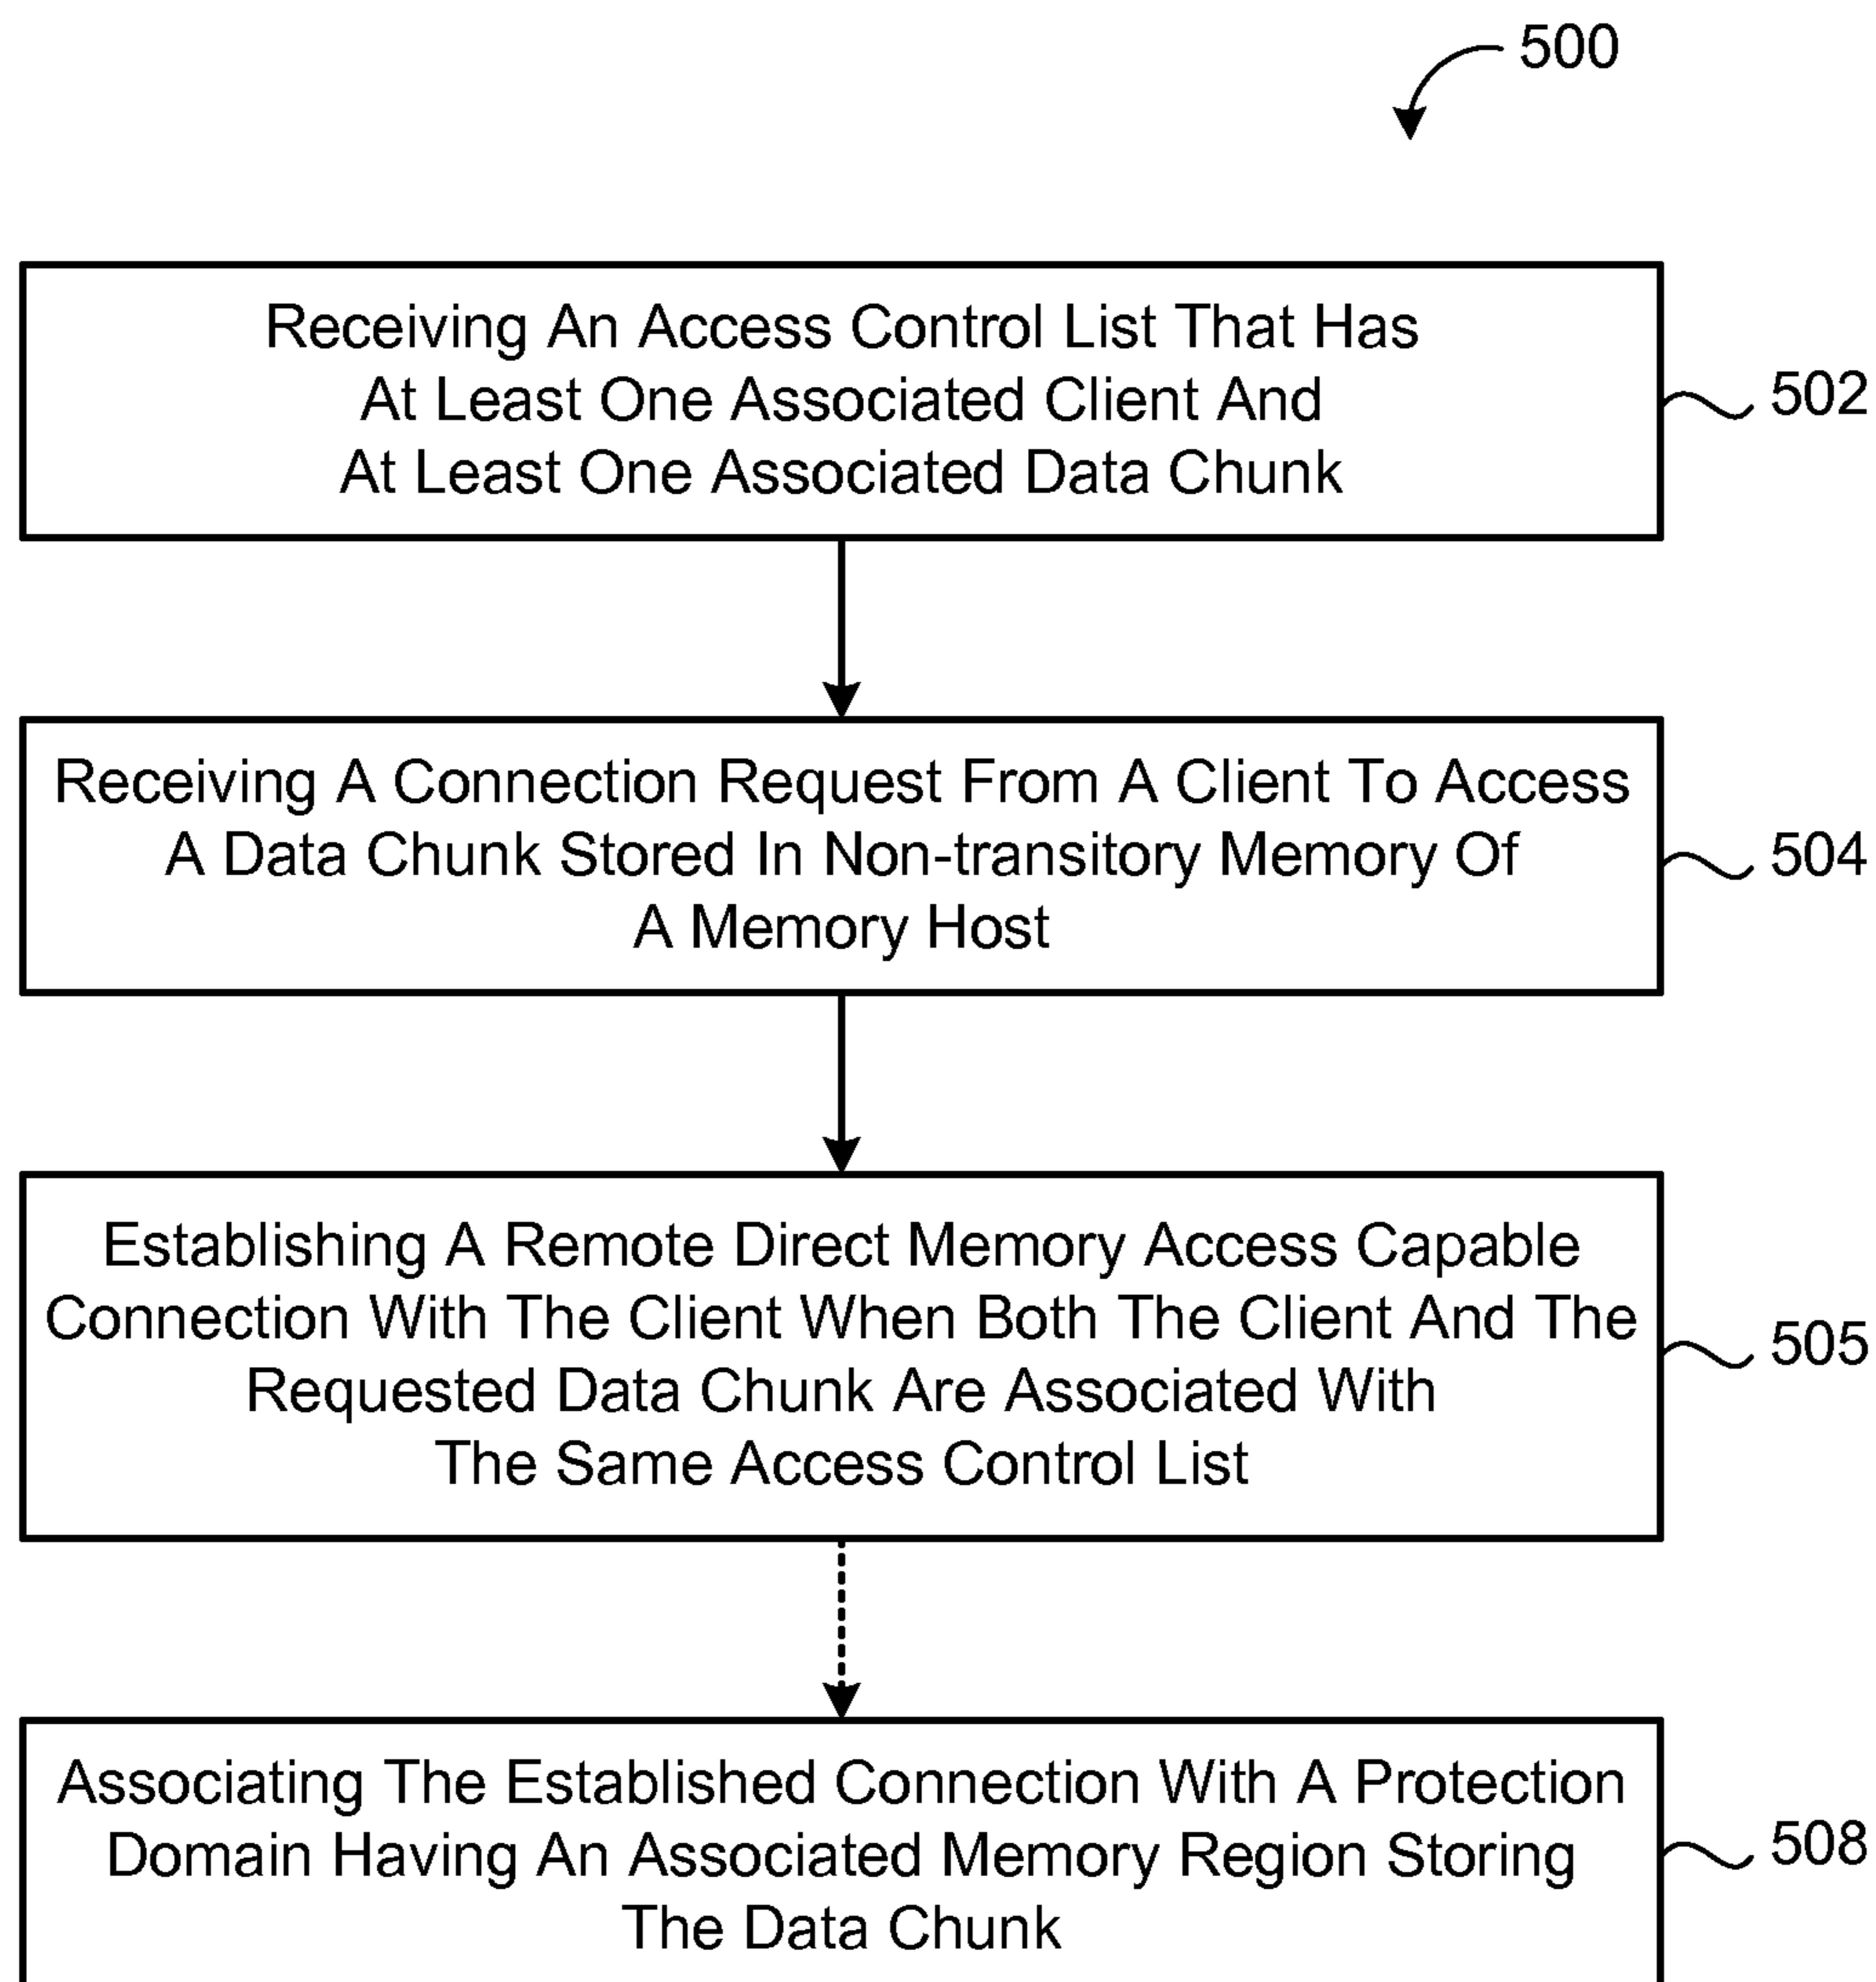 500
Receiving An Access Control List That Has
At Least One Associated Client And
At Least One Associated Data Chunk
502
Receiving A Connection Request From A Client To Access
A Data Chunk Stored In Non-transitory Memory Of
A Memory Host
504
Establishing A Remote Direct Memory Access Capable
Connection With The Client When Both The Client And The
Requested Data Chunk Are Associated With
The Same Access Control List
505
Associating The Established Connection With A Protection
Domain Having An Associated Memory Region Storing
The Data Chunk
508